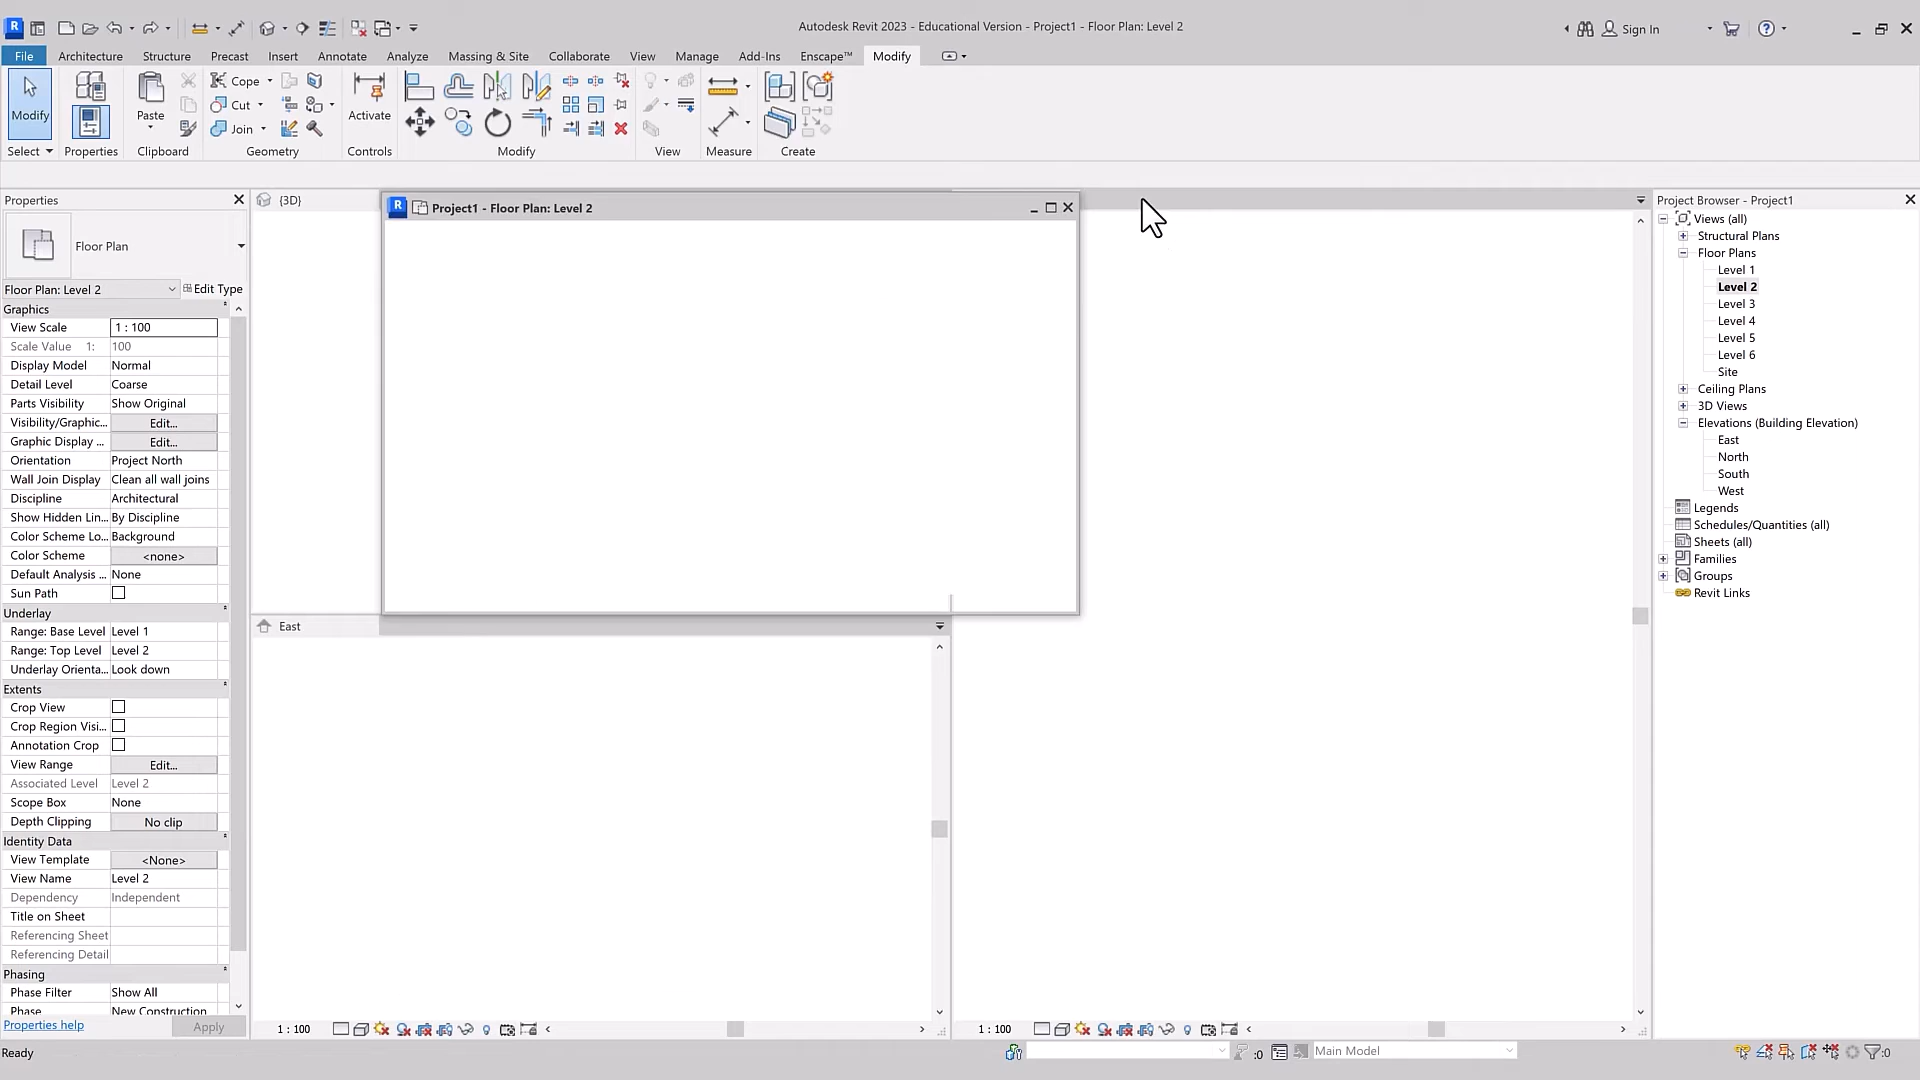 Autodesk Revit 2023 - Educational Version - Project1 - Floor Plan: Level 2
Sign In
File Architecture Structure Precast Insert Annotate Analyze Massing & Site Collaborate View Manage Add-Ins Enscape™ Modify
Modify
Paste
Cope
Cut
Join
Activate
Select Properties Clipboard Geometry Controls Modify View Measure Create
Properties
Floor Plan
Floor Plan: Level 2 Edit Type
Graphics
View Scale 1 : 100
Scale Value 1: 100
Display Model Normal
Detail Level Coarse
Parts Visibility Show Original
Visibility/Graphic... Edit...
Graphic Display ... Edit...
Orientation Project North
Wall Join Display Clean all wall joins
Discipline Architectural
Show Hidden Lin... By Discipline
Color Scheme Lo... Background
Color Scheme <none>
Default Analysis ... None
Sun Path
Underlay
Range: Base Level Level 1
Range: Top Level Level 2
Underlay Orienta... Look down
Extents
Crop View
Crop Region Visi...
Annotation Crop
View Range Edit...
Associated Level Level 2
Scope Box None
Depth Clipping No clip
Identity Data
View Template <None>
View Name Level 2
Dependency Independent
Title on Sheet
Referencing Sheet
Referencing Detail
Phasing
Phase Filter Show All
Phase New Construction
Properties help Apply
Ready
{3D}
Project1 - Floor Plan: Level 2
East
1 : 100
1 : 100
:0
Main Model
:0
Project Browser - Project1
Views (all)
Structural Plans
Floor Plans
Level 1
Level 2
Level 3
Level 4
Level 5
Level 6
Site
Ceiling Plans
3D Views
Elevations (Building Elevation)
East
North
South
West
Legends
Schedules/Quantities (all)
Sheets (all)
Families
Groups
Revit Links